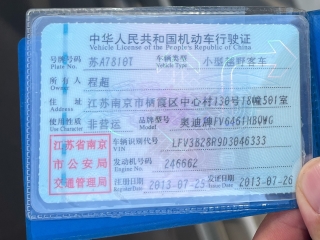 中华人民共和国机动车行驶证
Vehicle License of the People's Republic of China
号牌号码 苏A7810T 车辆类型 小型越野客车
Plate No. Vehicle Type
所有人 程超
Owner
住址 江苏南京市栖霞区中心村130号T8幢501室
Address
使用性质 非营运 品牌型号 奥迪牌FV6461HBQWG
Use Character Model
江苏省南京 车辆识别代号 LFV3B28R9D3046333
VIN
市公安局 发动机号码 246662
Engine No.
交通管理局 注册日期 2013-07-25 发证日期 2013-07-26
Register Date Issue Date